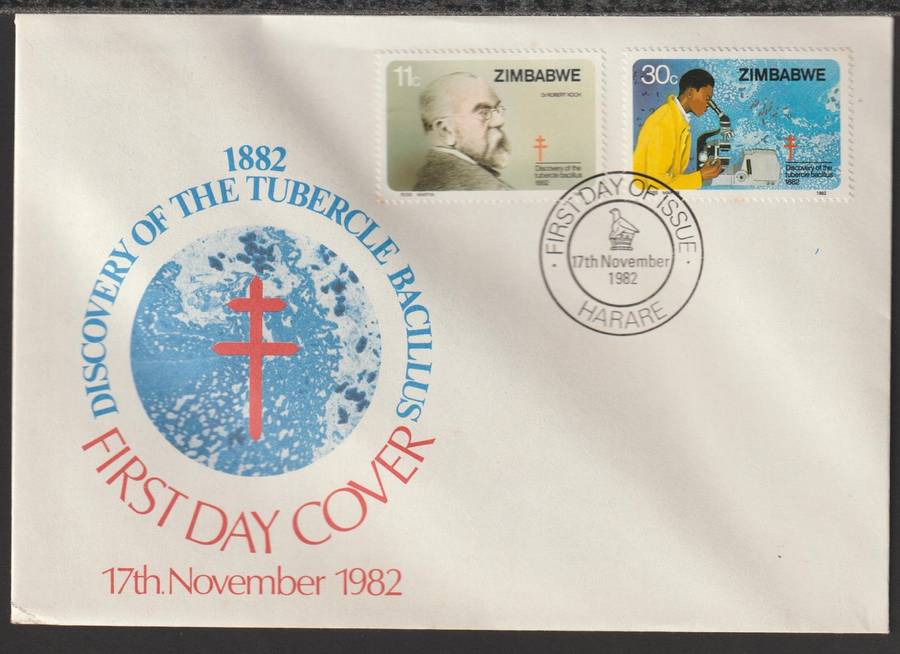 11c
ZIMBABWE
Dr ROBERT KOCH
Discovery of the
tubercle bacillus
1882
30c
ZIMBABWE
Discovery of the
tubercle bacillus
1882
1982
FIRST DAY OF ISSUE
17th November
1982
HARARE
1882
DISCOVERY OF THE TUBERCLE BACILLUS
FIRST DAY COVER
17th.November 1982